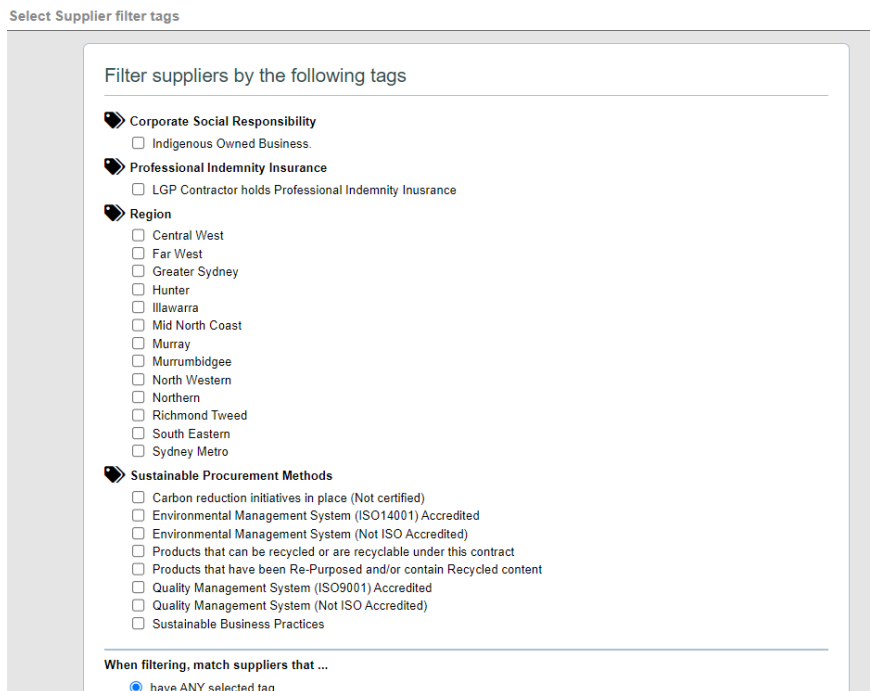 Select Supplier filter tags
Filter suppliers by the following tags
Corporate Social Responsibility
Indigenous Owned Business.
Professional Indemnity Insurance
LGP Contractor holds Professional Indemnity Inusrance
Region
Central West
Far West
Greater Sydney
Hunter
Illawarra
Mid North Coast
Murray
Murrumbidgee
North Western
Northern
Richmond Tweed
South Eastern
Sydney Metro
Sustainable Procurement Methods
Carbon reduction initiatives in place (Not certified)
Environmental Management System (ISO14001) Accredited
Environmental Management System (Not ISO Accredited)
Products that can be recycled or are recyclable under this contract
Products that have been Re-Purposed and/or contain Recycled content
Quality Management System (ISO9001) Accredited
Quality Management System (Not ISO Accredited)
Sustainable Business Practices
When filtering, match suppliers that ...
have ANY selected tag